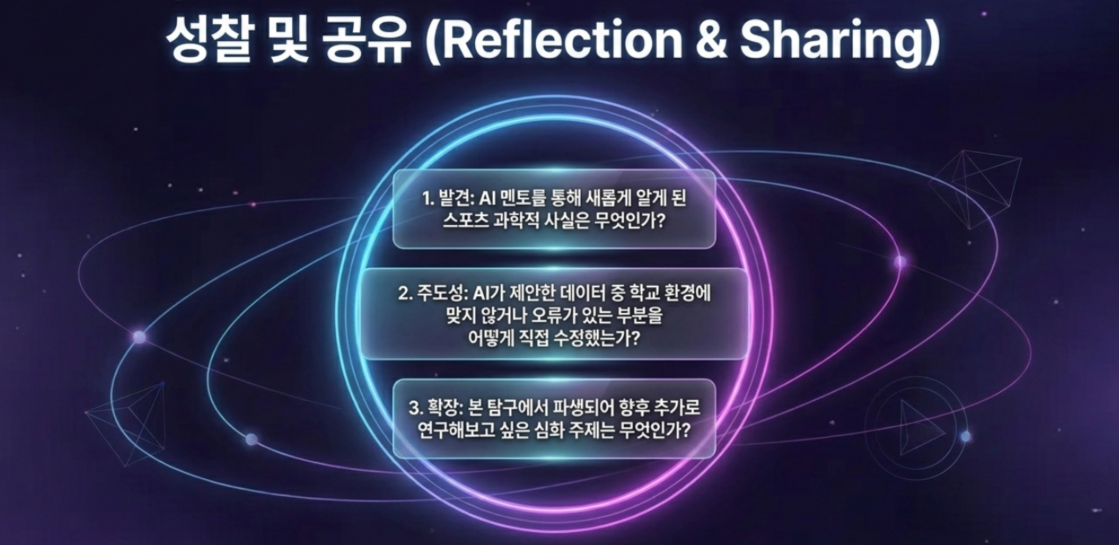 성찰 및 공유 (Reflection & Sharing)
1. 발견: AI 멘토를 통해 새롭게 알게 된
스포츠 과학적 사실은 무엇인가?
2. 주도성: AI가 제안한 데이터 중 학교 환경에
맞지 않거나 오류가 있는 부분을
어떻게 직접 수정했는가?
3. 확장: 본 탐구에서 파생되어 향후 추가로
연구해보고 싶은 심화 주제는 무엇인가?